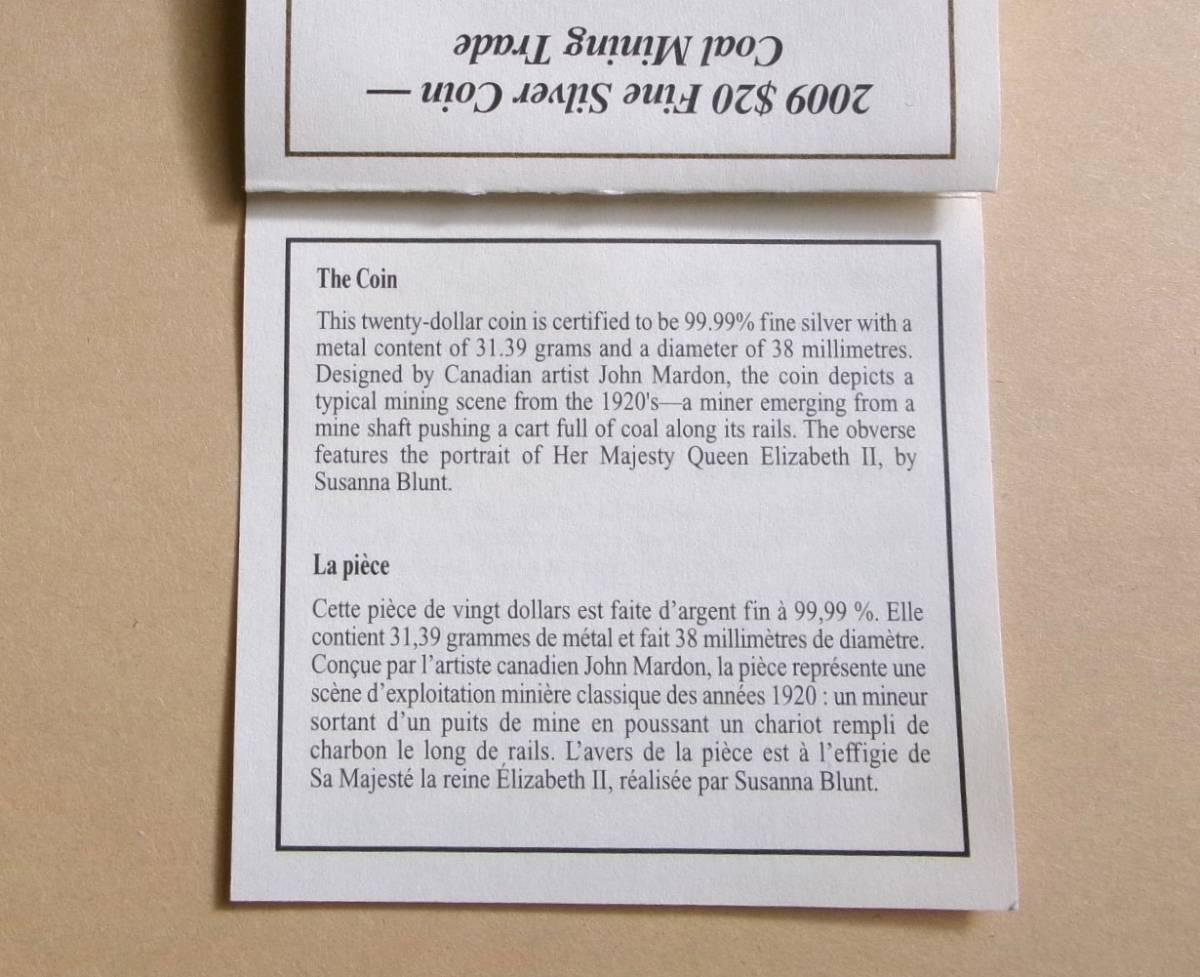 2009 $20 Fine Silver Coin —
Coal Mining Trade
The Coin
This twenty-dollar coin is certified to be 99.99% fine silver with a
metal content of 31.39 grams and a diameter of 38 millimetres.
Designed by Canadian artist John Mardon, the coin depicts a
typical mining scene from the 1920's—a miner emerging from a
mine shaft pushing a cart full of coal along its rails. The obverse
features the portrait of Her Majesty Queen Elizabeth II, by
Susanna Blunt.
La pièce
Cette pièce de vingt dollars est faite d’argent fin à 99,99 %. Elle
contient 31,39 grammes de métal et fait 38 millimètres de diamètre.
Conçue par l’artiste canadien John Mardon, la pièce représente une
scène d’exploitation minière classique des années 1920 : un mineur
sortant d’un puits de mine en poussant un chariot rempli de
charbon le long de rails. L’avers de la pièce est à l’effigie de
Sa Majesté la reine Élizabeth II, réalisée par Susanna Blunt.